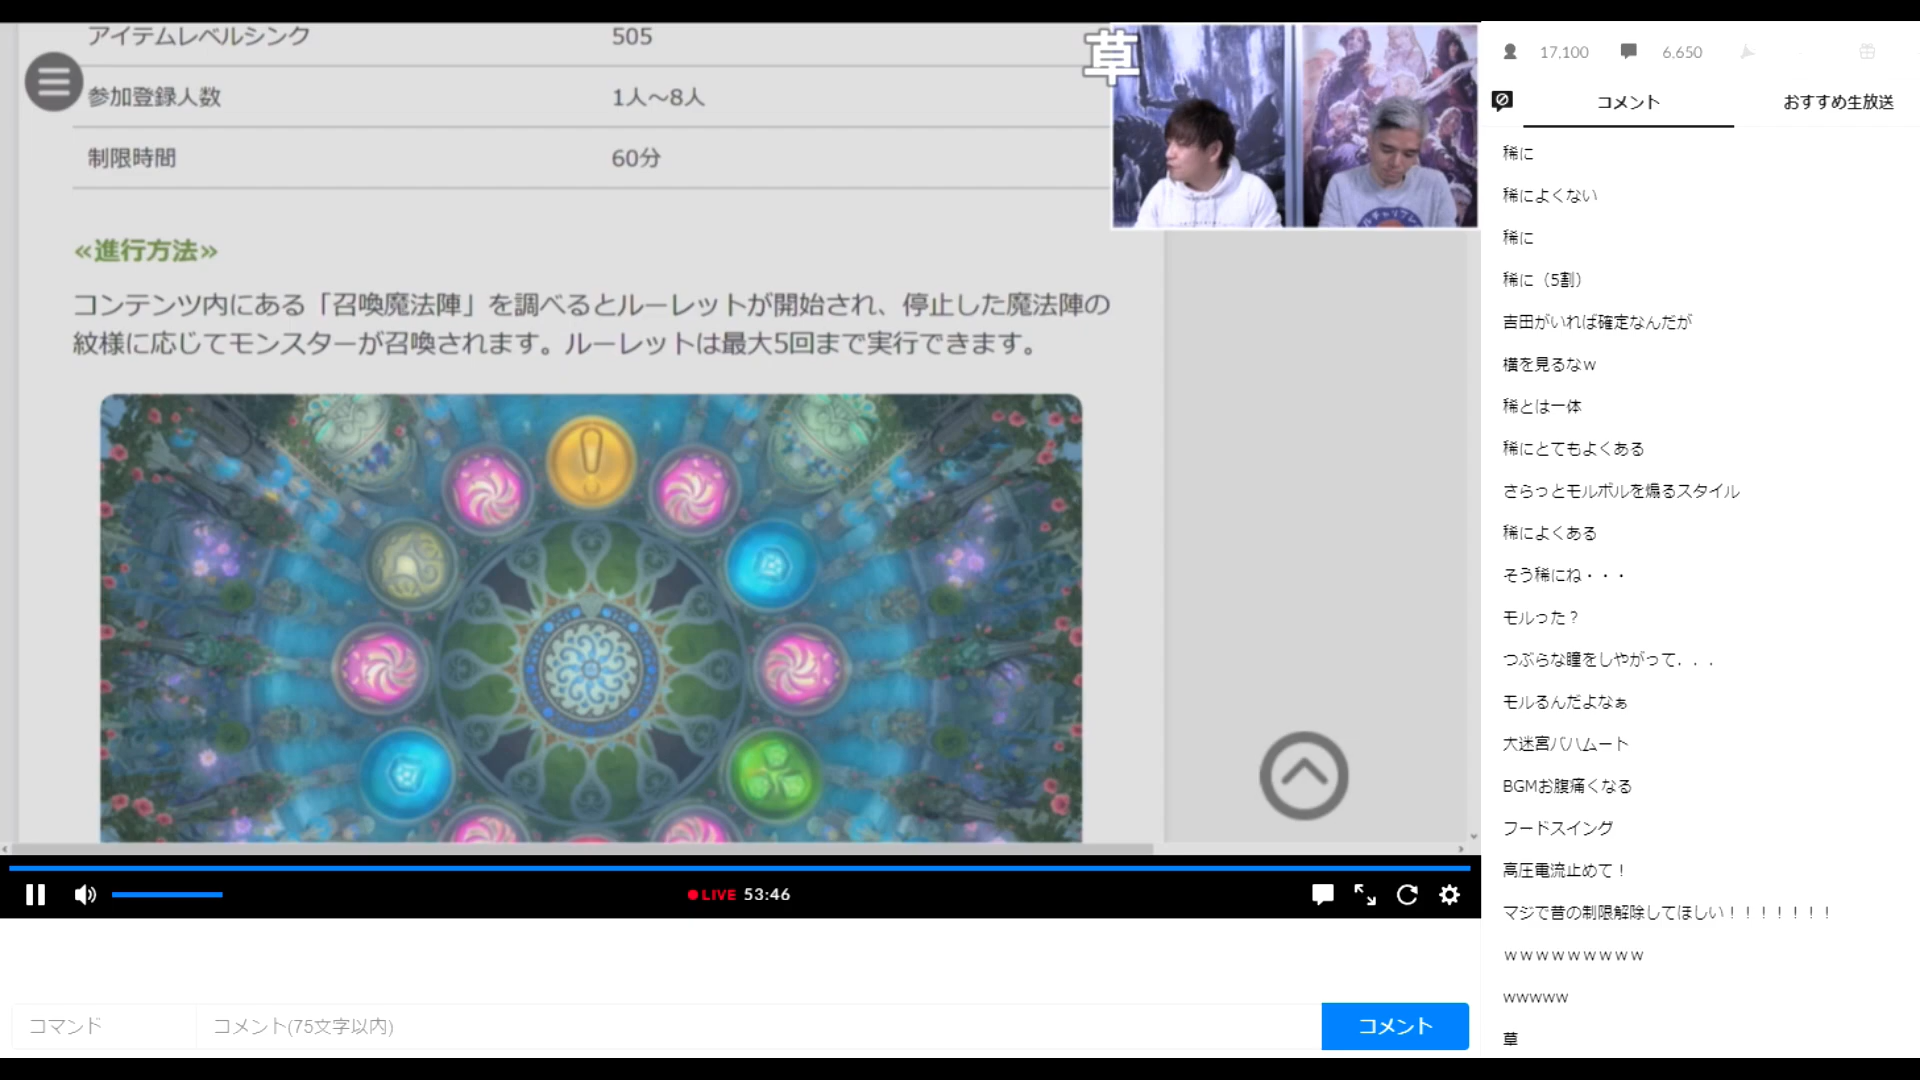 アイテムレベルシンク 505
参加登録人数 1人～8人
制限時間 60分
≪進行方法≫
コンテンツ内にある「召喚魔法陣」を調べるとルーレットが開始され、停止した魔法陣の
紋様に応じてモンスターが召喚されます。ルーレットは最大5回まで実行できます。
草
LIVE 53:46
コマンド
コメント(75文字以内)
コメント
17,100 6,650
コメント おすすめ生放送
稀に
稀によくない
稀に
稀に（5割）
吉田がいれば確定なんだが
横を見るなｗ
稀とは一体
稀にとてもよくある
さらっとモルボルを煽るスタイル
稀によくある
そう稀にね・・・
モルった？
つぶらな瞳をしやがって．．．
モルるんだよなぁ
大迷宮バハムート
BGMお腹痛くなる
フードスイング
高圧電流止めて！
マジで昔の制限解除してほしい！！！！！！！
ｗｗｗｗｗｗｗｗｗ
wwwww
草